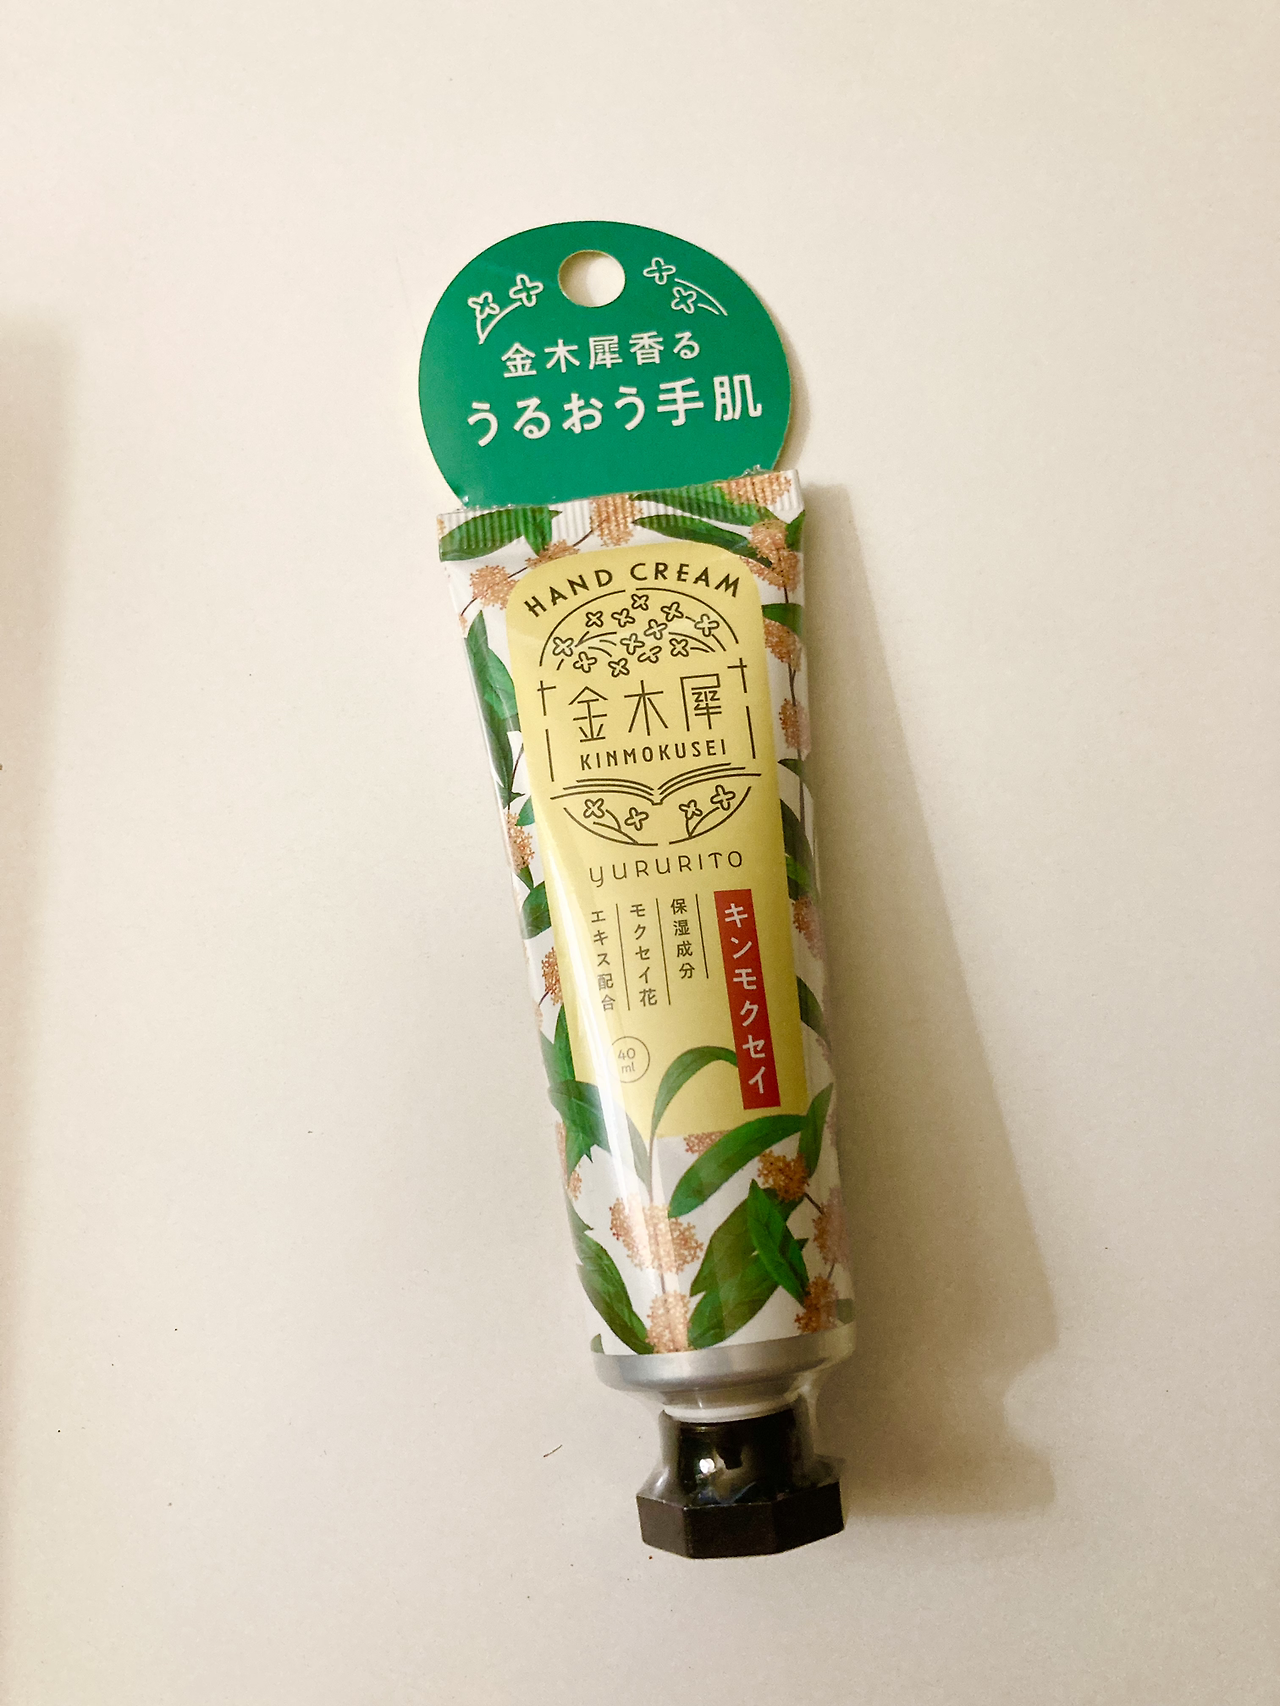 金木犀香る
うるおう手肌
HAND CREAM
金木犀
KINMOKUSEI
YURURITO
キンモクセイ
保湿成分
モクセイ花
エキス配合
40
ml